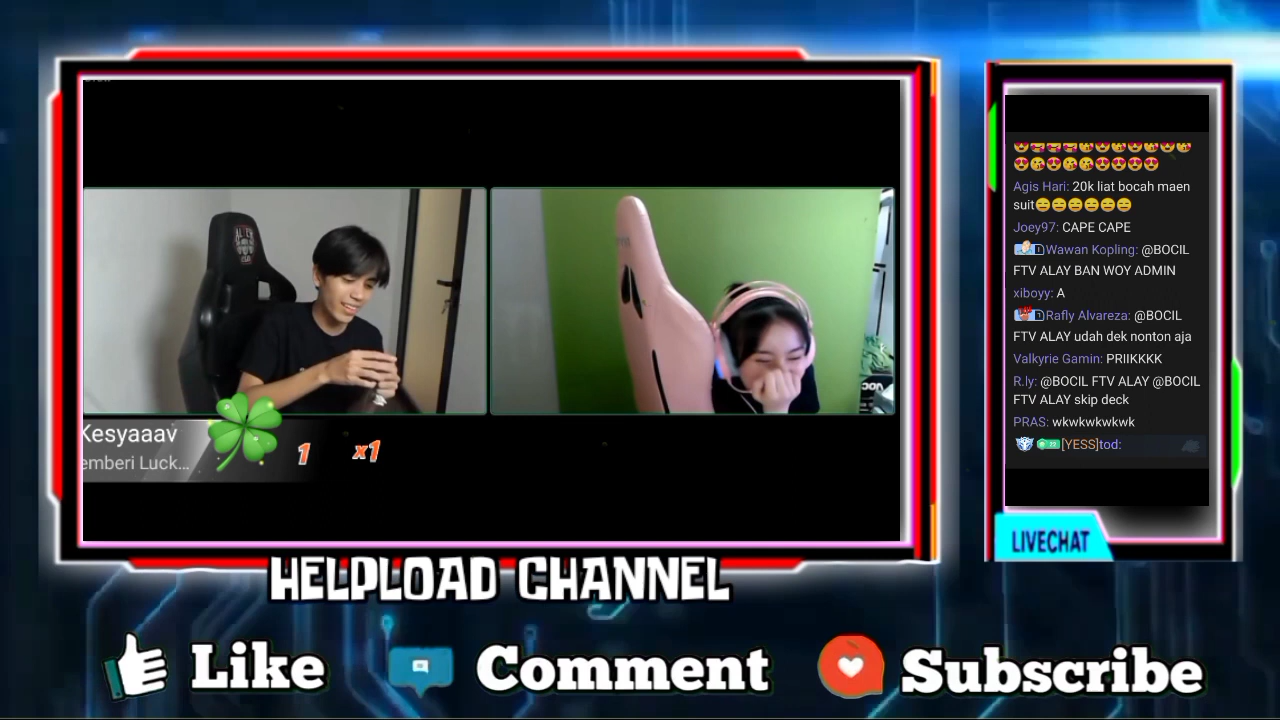 Kesyaaav
emberi Luck...
1
x1
Agis Hari: 20k liat bocah maen
suit😑😑😑😑😑😑
Joey97: CAPE CAPE
Wawan Kopling: @BOCIL
FTV ALAY BAN WOY ADMIN
xiboyy: A
Rafly Alvareza: @BOCIL
FTV ALAY udah dek nonton aja
Valkyrie Gamin: PRIIKKKK
R.ly: @BOCIL FTV ALAY @BOCIL
FTV ALAY skip deck
PRAS: wkwkwkwkwk
22 [YESS]tod:
LIVECHAT
HELPLOAD CHANNEL
Like
Comment
Subscribe